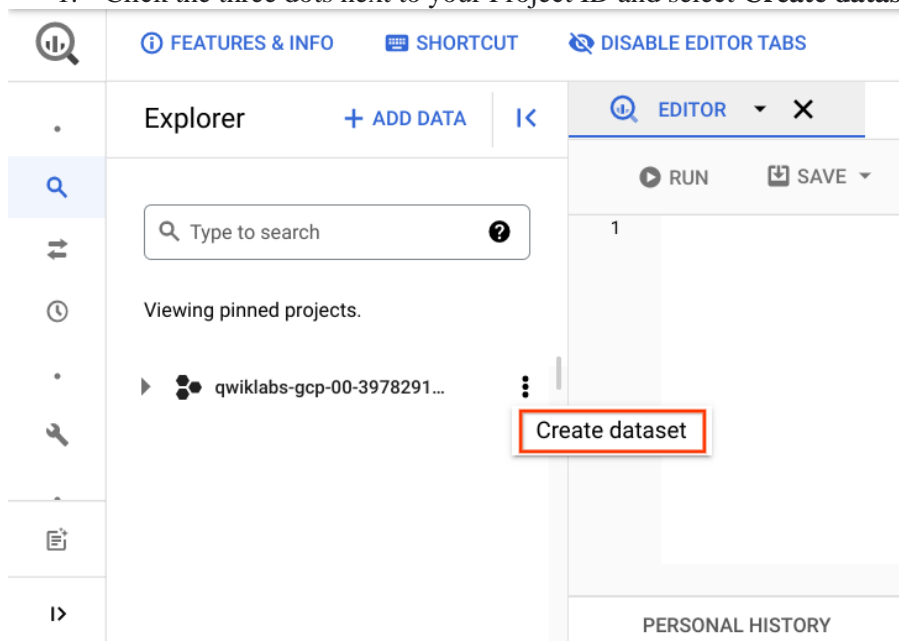 1. Click the three dots next to your Project ID and select Create datas
FEATURES & INFO
SHORTCUT
DISABLE EDITOR TABS
Explorer
+ ADD DATA
EDITOR
RUN
SAVE
Type to search
1
Viewing pinned projects.
qwiklabs-gcp-00-3978291...
Create dataset
PERSONAL HISTORY